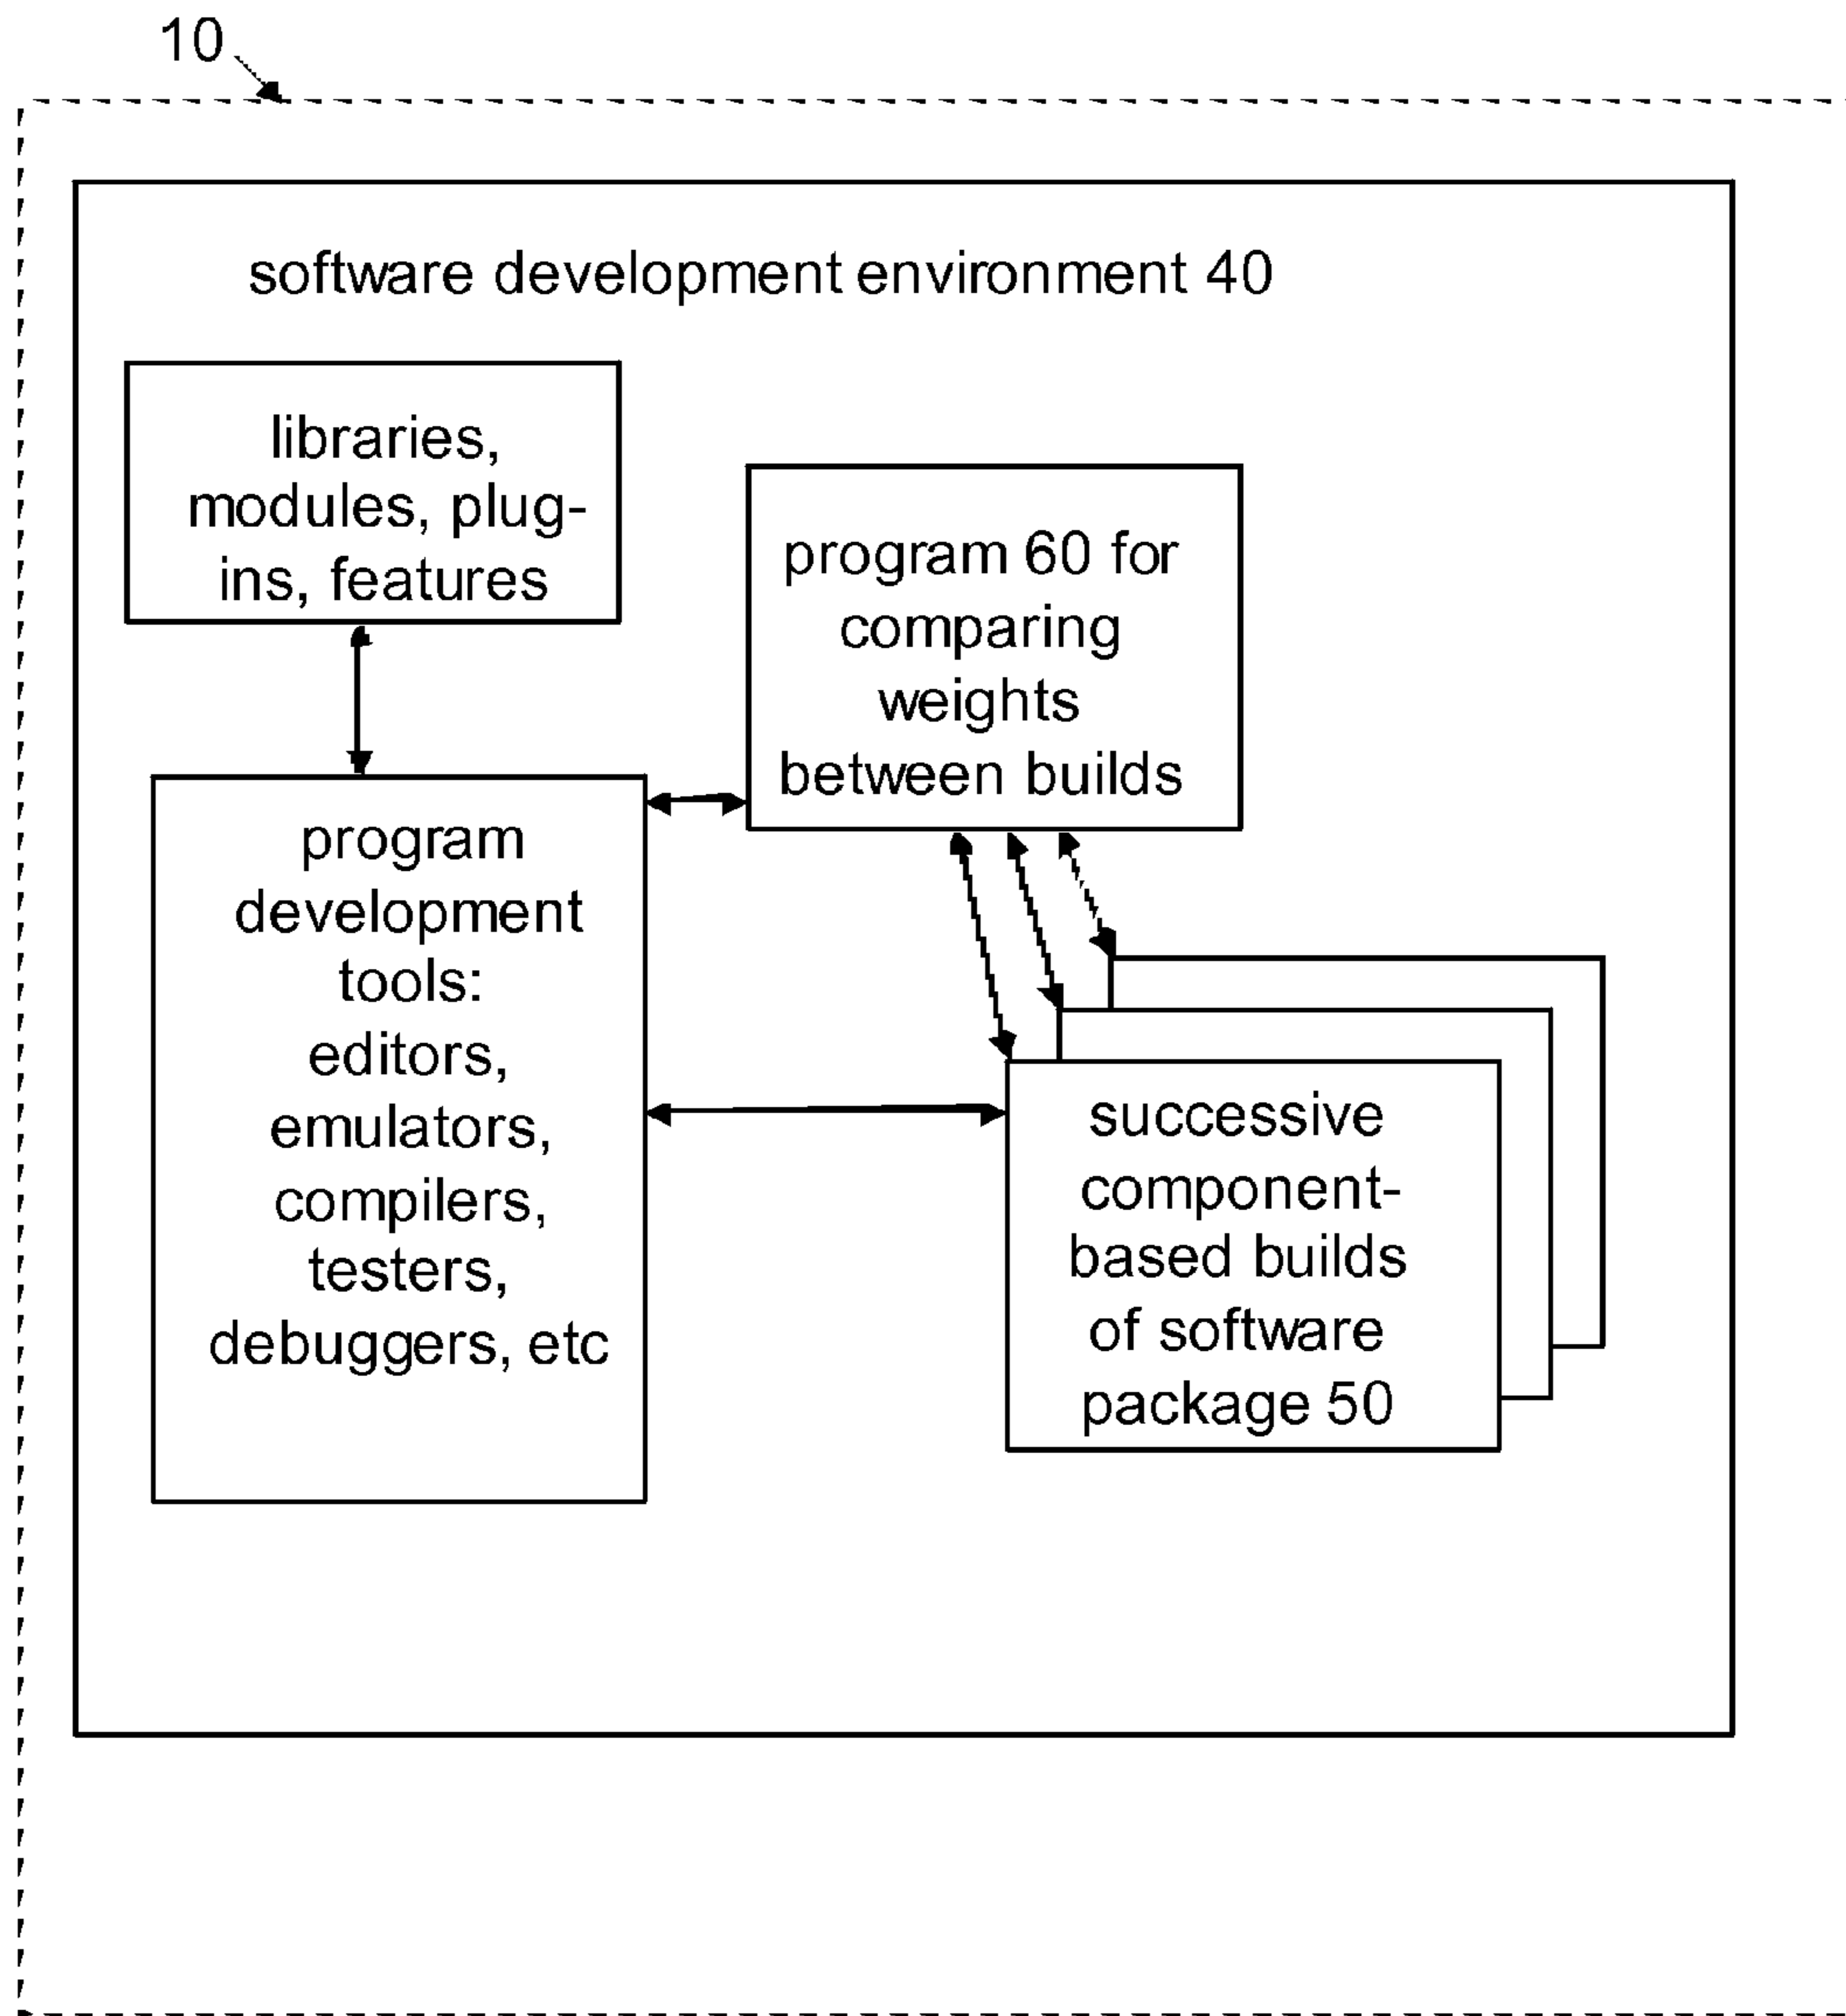 10
software development environment 40
libraries,
modules, plug-
ins, features
program 60 for
comparing
weights
between builds
program
development
tools:
editors,
emulators,
compilers,
testers,
debuggers, etc
successive
component-
based builds
of software
package 50